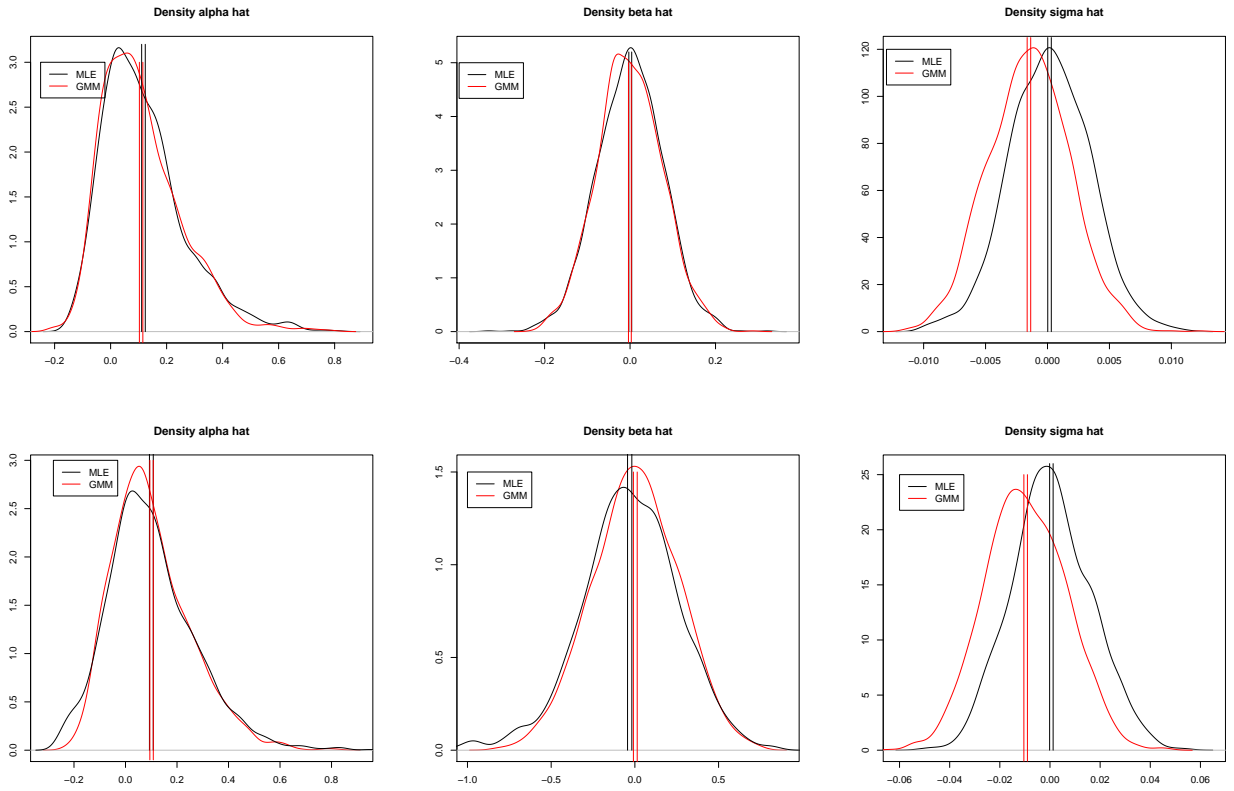 Density alpha hat
3.0
2.5
2.0
1.5
1.0
0.5
0.0
MLE
GMM
−0.2 0.0 0.2 0.4 0.6 0.8
Density beta hat
5
4
3
2
1
0
MLE
GMM
−0.4 −0.2 0.0 0.2
Density sigma hat
120
100
80
60
40
20
0
MLE
GMM
−0.010 −0.005 0.000 0.005 0.010
Density alpha hat
3.0
2.5
2.0
1.5
1.0
0.5
0.0
MLE
GMM
−0.2 0.0 0.2 0.4 0.6 0.8
Density beta hat
1.5
1.0
0.5
0.0
MLE
GMM
−1.0 −0.5 0.0 0.5
Density sigma hat
25
20
15
10
5
0
MLE
GMM
−0.06 −0.04 −0.02 0.00 0.02 0.04 0.06